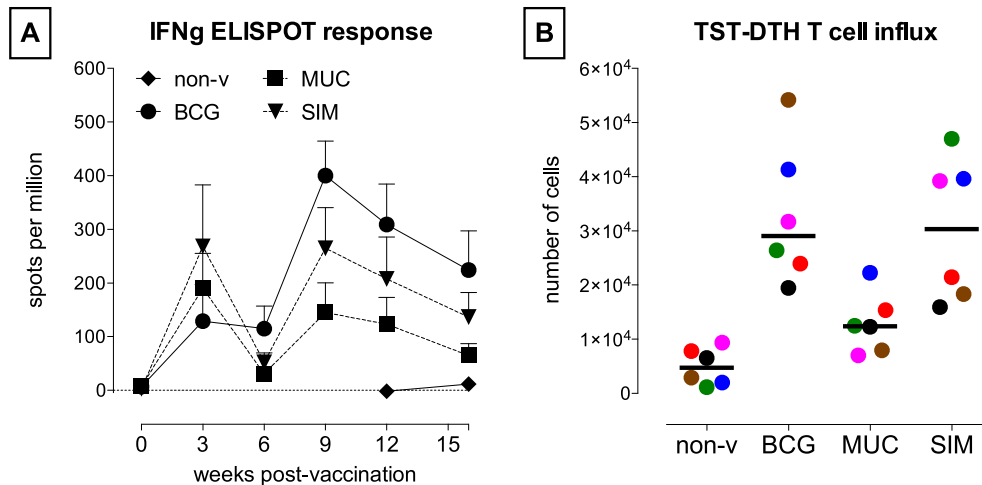 A
IFNg ELISPOT response
spots per million
600
500
400
300
200
100
0
non-v
BCG
MUC
SIM
0 3 6 9 12 15
weeks post-vaccination
B
TST-DTH T cell influx
number of cells
6×10⁴
5×10⁴
4×10⁴
3×10⁴
2×10⁴
1×10⁴
0
non-v BCG MUC SIM